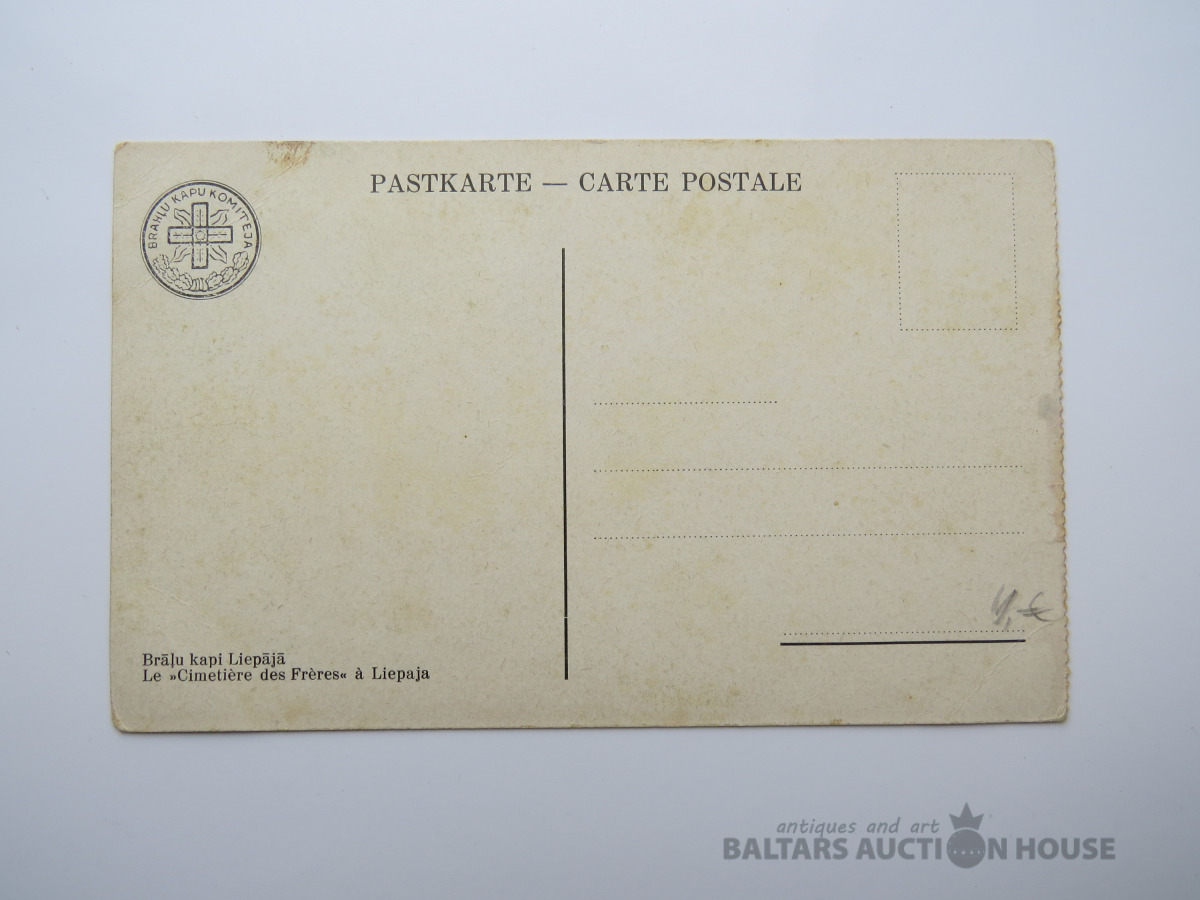 PASTKARTE — CARTE POSTALE
BRAHĻU KAPU KOMITEJA
Brāļu kapi Liepājā
Le »Cimetière des Frères« à Liepaja
antiques and art
BALTARS AUCTION HOUSE